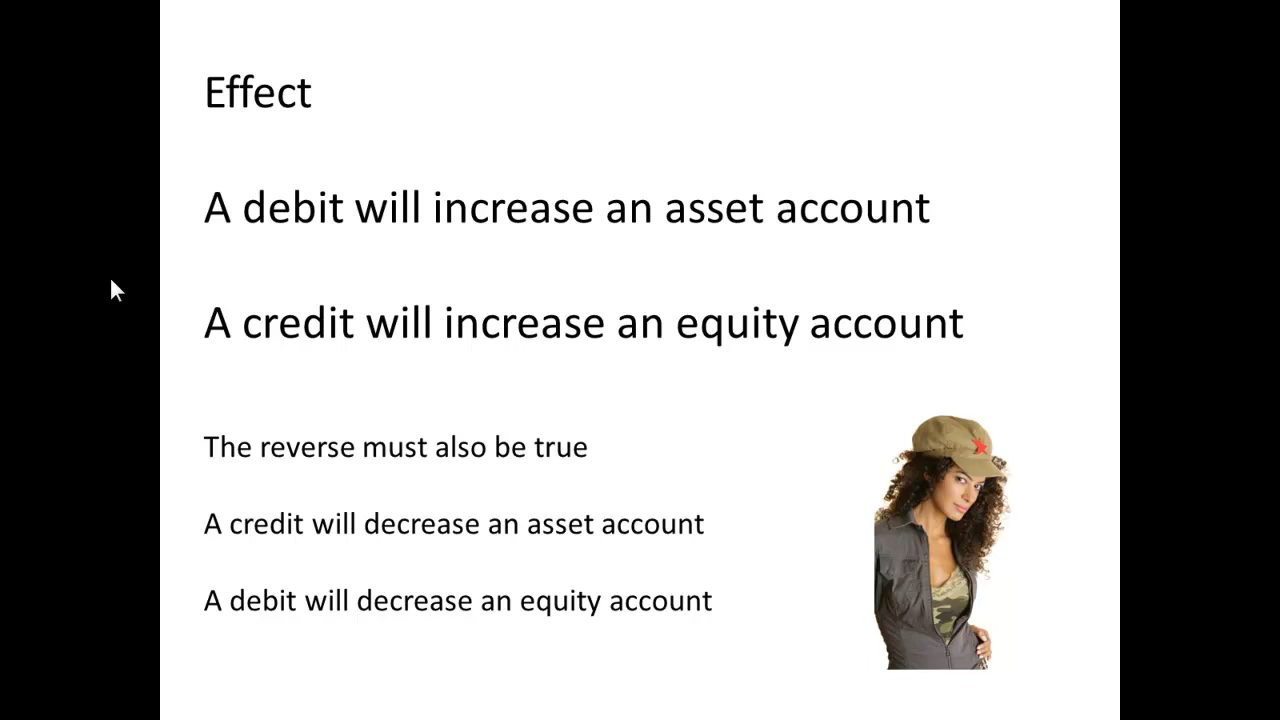 Effect
A debit will increase an asset account
A credit will increase an equity account
The reverse must also be true
A credit will decrease an asset account
A debit will decrease an equity account